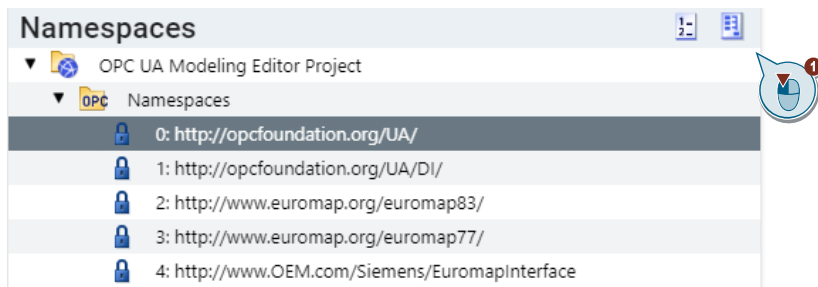 Namespaces
1-
2-
OPC UA Modeling Editor Project
OPC Namespaces
0: http://opcfoundation.org/UA/
1: http://opcfoundation.org/UA/DI/
2: http://www.euromap.org/euromap83/
3: http://www.euromap.org/euromap77/
4: http://www.OEM.com/Siemens/EuromapInterface
1